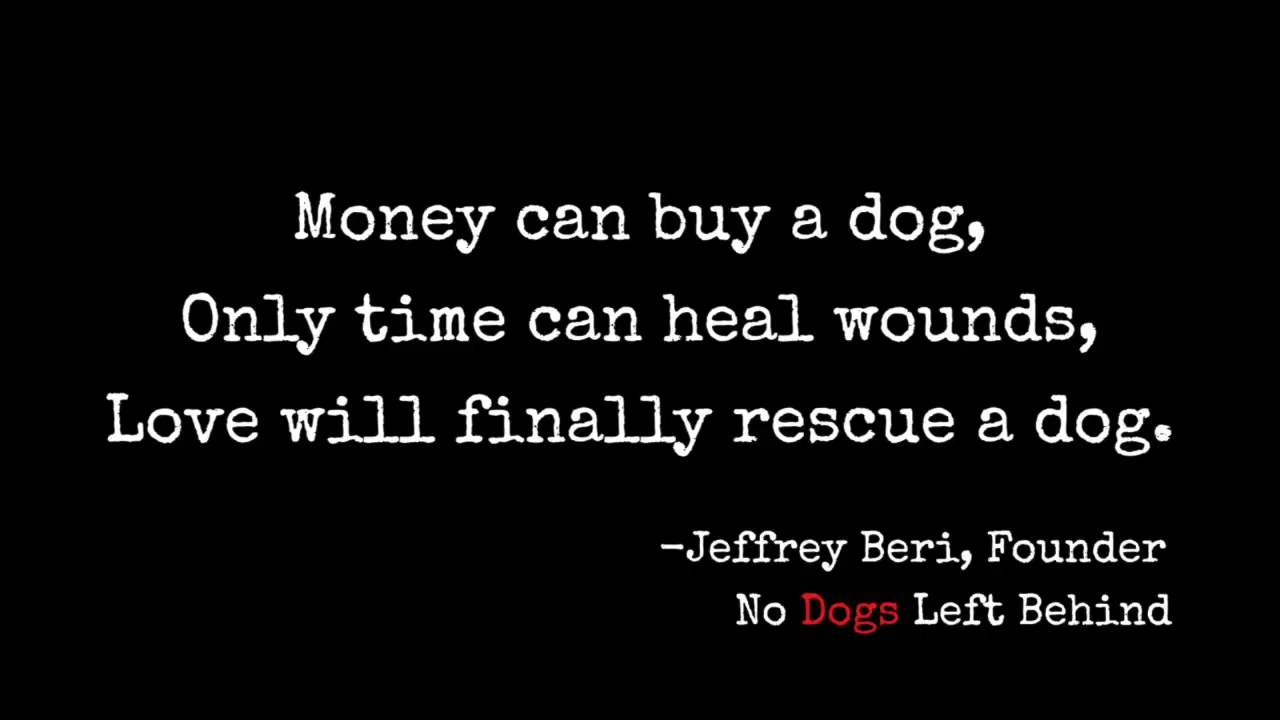 Money can buy a dog,
Only time can heal wounds,
Love will finally rescue a dog.
-Jeffrey Beri, Founder
No Dogs Left Behind